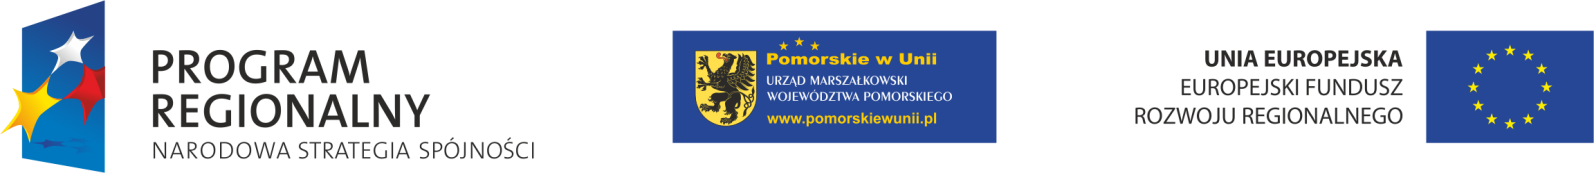 PROGRAM
REGIONALNY
NARODOWA STRATEGIA SPÓJNOŚCI
Pomorskie w Unii
URZĄD MARSZAŁKOWSKI
WOJEWÓDZTWA POMORSKIEGO
www.pomorskiewunii.pl
UNIA EUROPEJSKA
EUROPEJSKI FUNDUSZ
ROZWOJU REGIONALNEGO